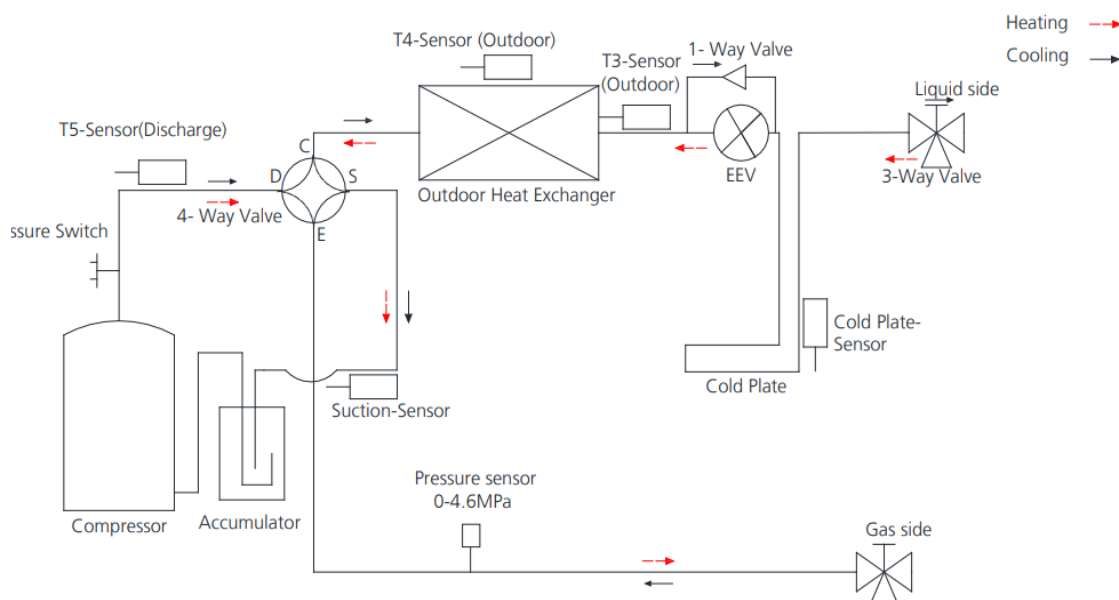 Heating
Cooling
T4-Sensor (Outdoor)
1- Way Valve
T3-Sensor
(Outdoor)
Liquid side
T5-Sensor(Discharge)
C
D
S
E
4- Way Valve
Outdoor Heat Exchanger
EEV
3-Way Valve
ssure Switch
Cold Plate-
Sensor
Cold Plate
Suction-Sensor
Pressure sensor
0-4.6MPa
Compressor
Accumulator
Gas side